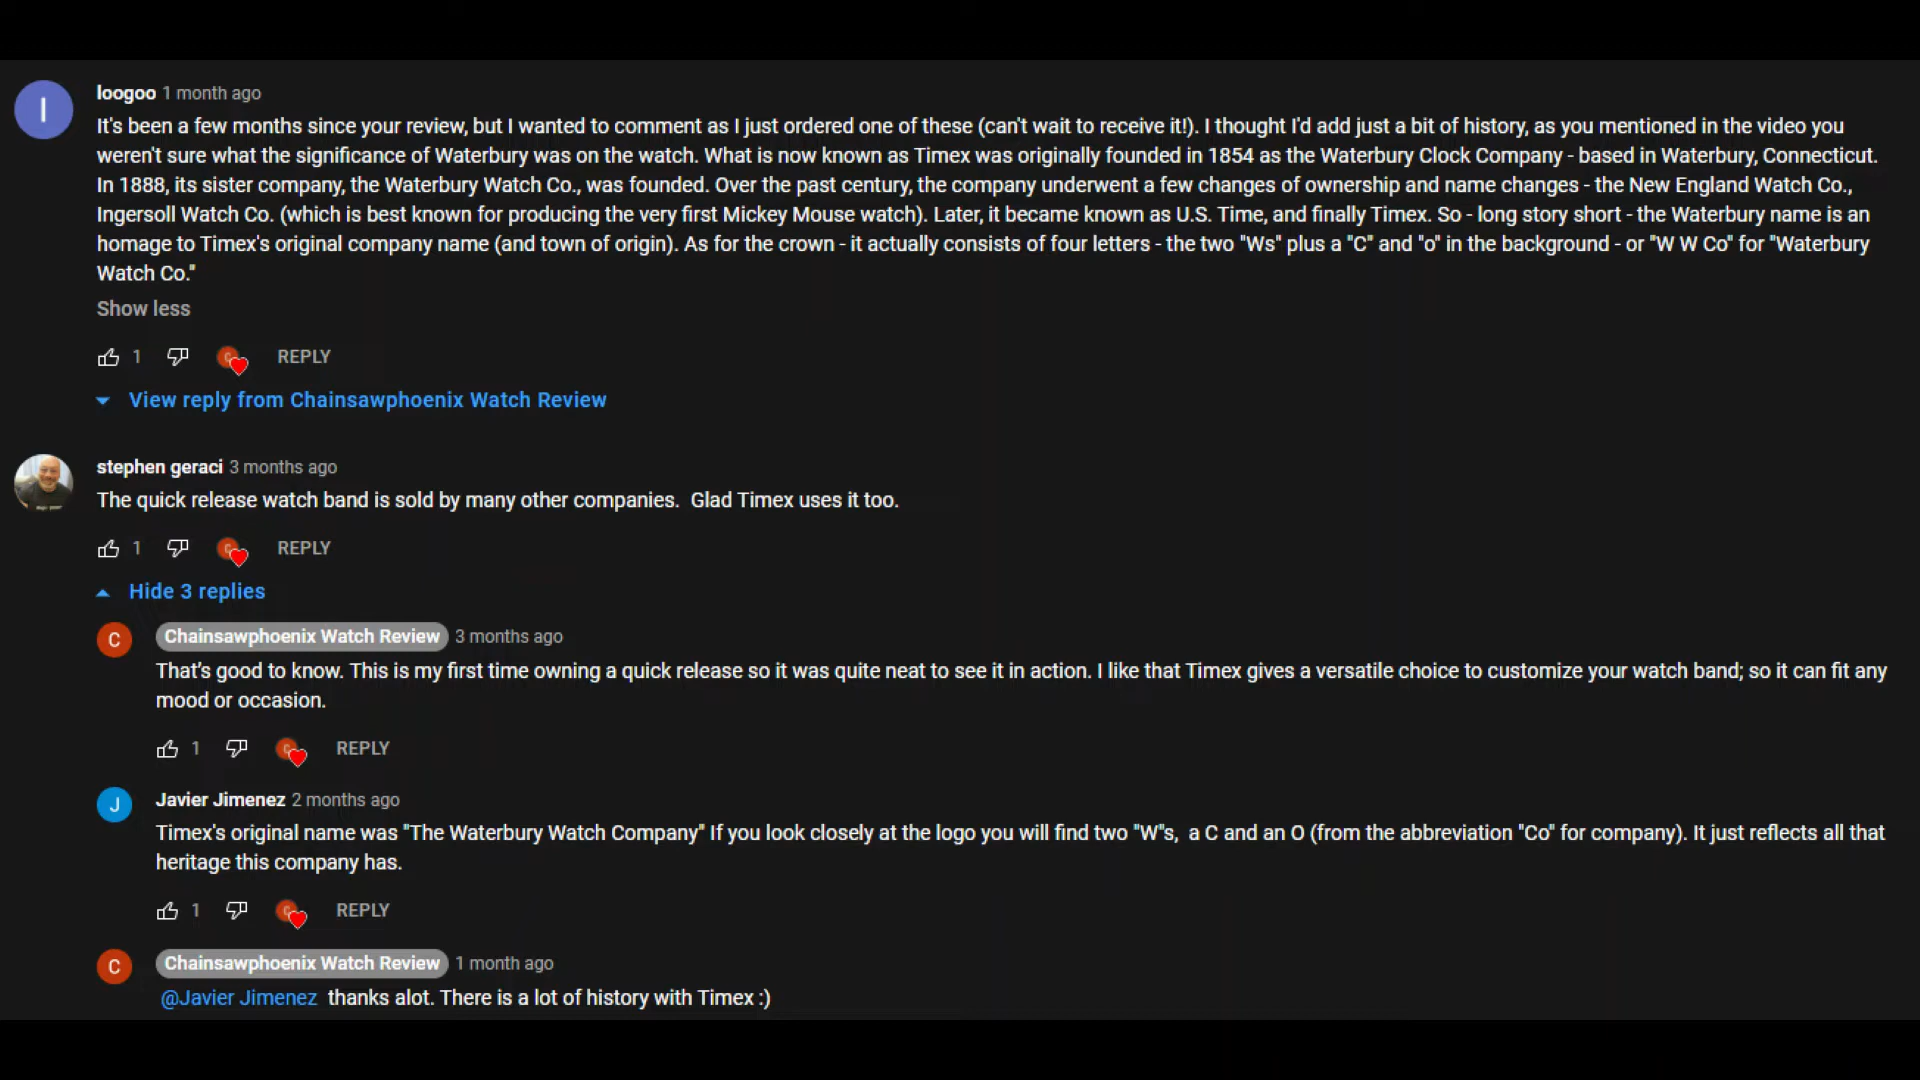 I
loogoo 1 month ago
It's been a few months since your review, but I wanted to comment as I just ordered one of these (can't wait to receive it!). I thought I'd add just a bit of history, as you mentioned in the video you
weren't sure what the significance of Waterbury was on the watch. What is now known as Timex was originally founded in 1854 as the Waterbury Clock Company - based in Waterbury, Connecticut.
In 1888, its sister company, the Waterbury Watch Co., was founded. Over the past century, the company underwent a few changes of ownership and name changes - the New England Watch Co.,
Ingersoll Watch Co. (which is best known for producing the very first Mickey Mouse watch). Later, it became known as U.S. Time, and finally Timex. So - long story short - the Waterbury name is an
homage to Timex's original company name (and town of origin). As for the crown - it actually consists of four letters - the two "Ws" plus a "C" and "o" in the background - or "W W Co" for "Waterbury
Watch Co."
Show less
1 C REPLY
View reply from Chainsawphoenix Watch Review
stephen geraci 3 months ago
The quick release watch band is sold by many other companies.  Glad Timex uses it too.
1 C REPLY
Hide 3 replies
C Chainsawphoenix Watch Review 3 months ago
That's good to know. This is my first time owning a quick release so it was quite neat to see it in action. I like that Timex gives a versatile choice to customize your watch band; so it can fit any
mood or occasion.
1 C REPLY
J Javier Jimenez 2 months ago
Timex's original name was "The Waterbury Watch Company" If you look closely at the logo you will find two "W"s,  a C and an O (from the abbreviation "Co" for company). It just reflects all that
heritage this company has.
1 C REPLY
C Chainsawphoenix Watch Review 1 month ago
@Javier Jimenez thanks alot. There is a lot of history with Timex :)